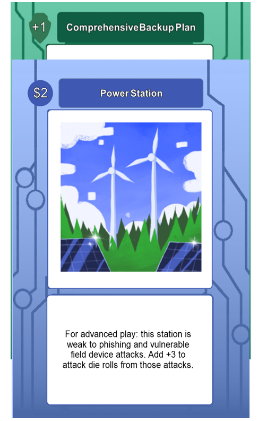 +1
Comprehensive Backup Plan
$2
Power Station
For advanced play: this station is
weak to phishing and vulnerable
field device attacks. Add +3 to
attack die rolls from those attacks.